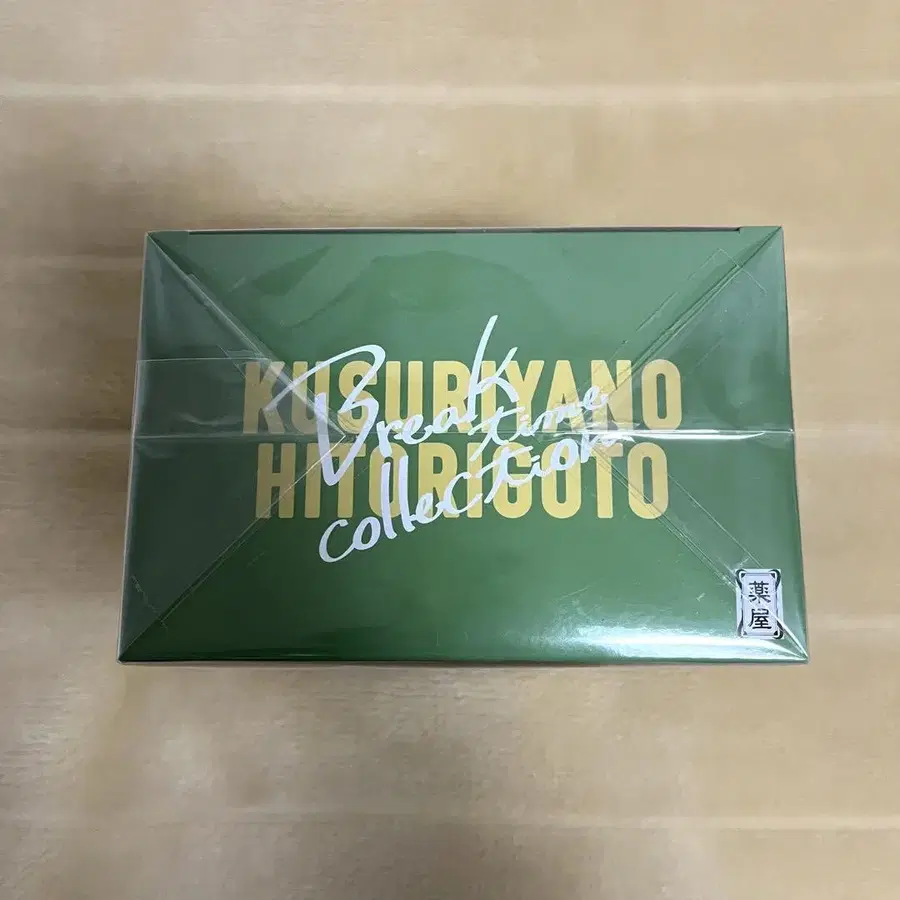 KUSURIYANO
HITORIGOTO
Break
time
collection
薬
屋